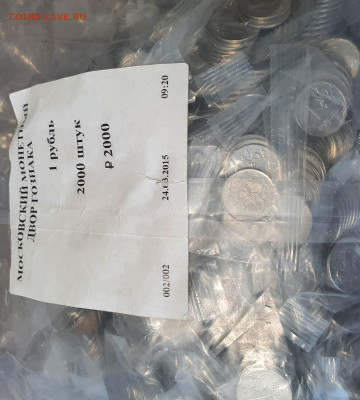 COINS.CAVE.RU
МОСКОВСКИЙ МОНЕТНЫЙ
ДВОР ГОЗНАКА
1 рубль
2000 штук
₽ 2000
24.03.2015
09:20
002/002